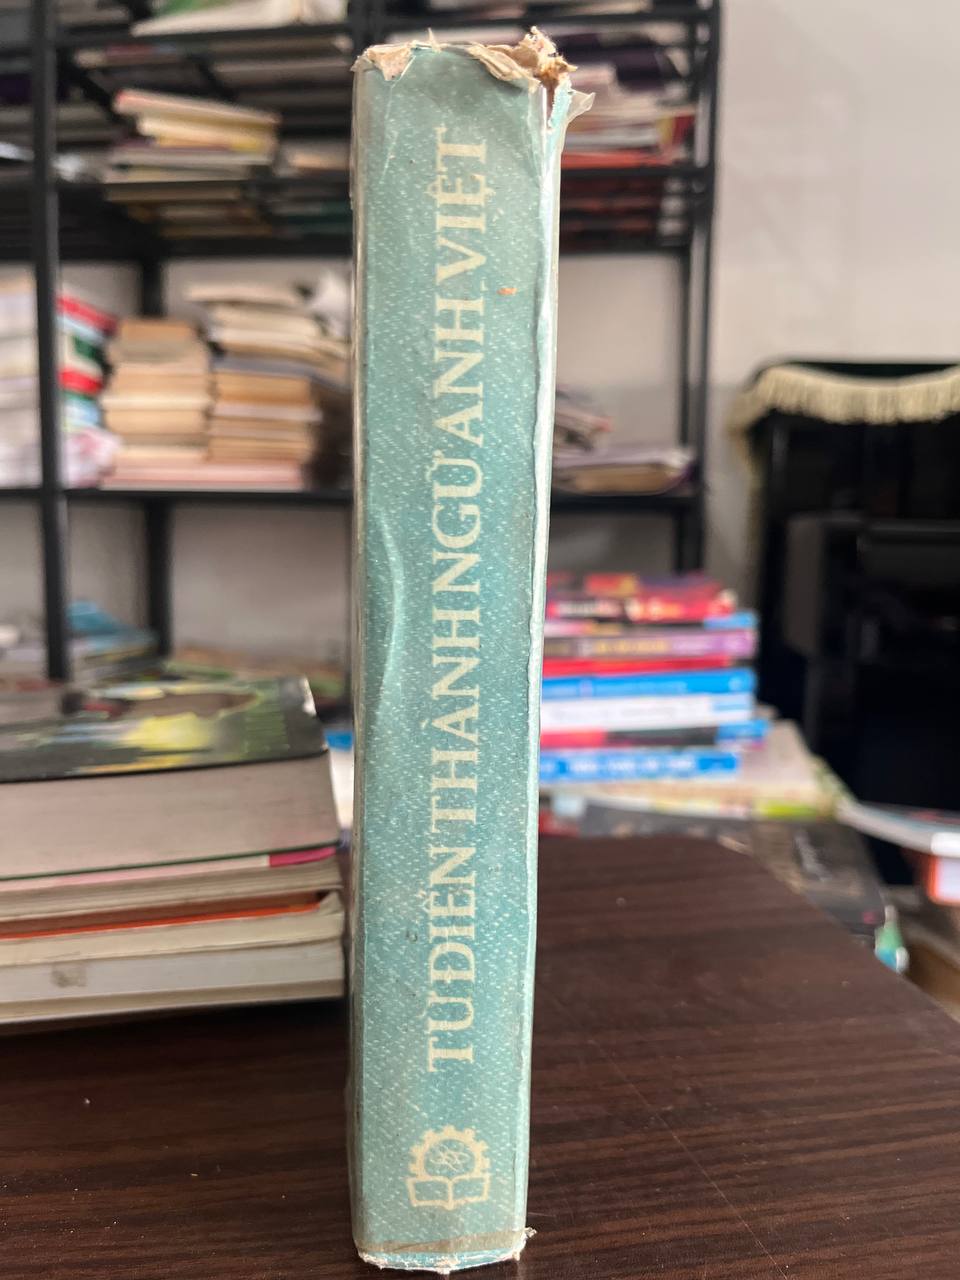 TỪ ĐIỂN THÀNH NGỮ ANH VIỆT